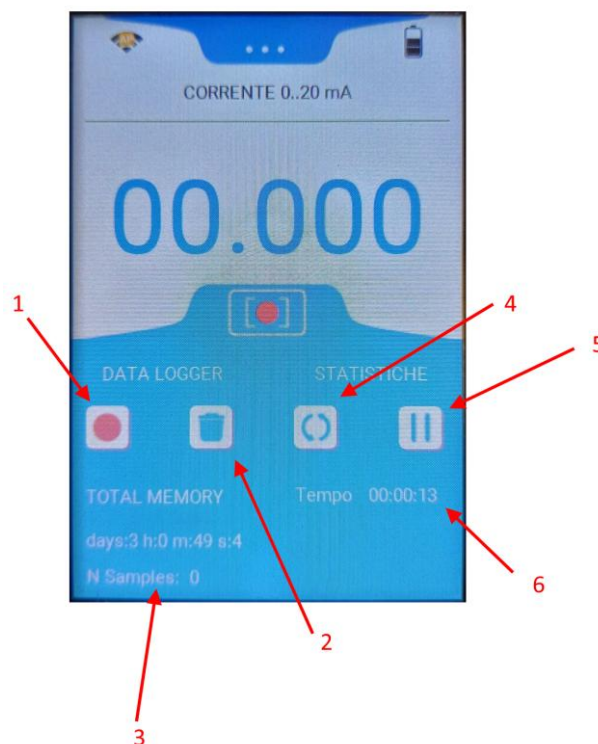 CORRENTE 0..20 mA
00.000
1
4
5
DATA LOGGER STATISTICHE
TOTAL MEMORY Tempo 00:00:13
days:3 h:0 m:49 s:4
N Samples: 0
6
2
3